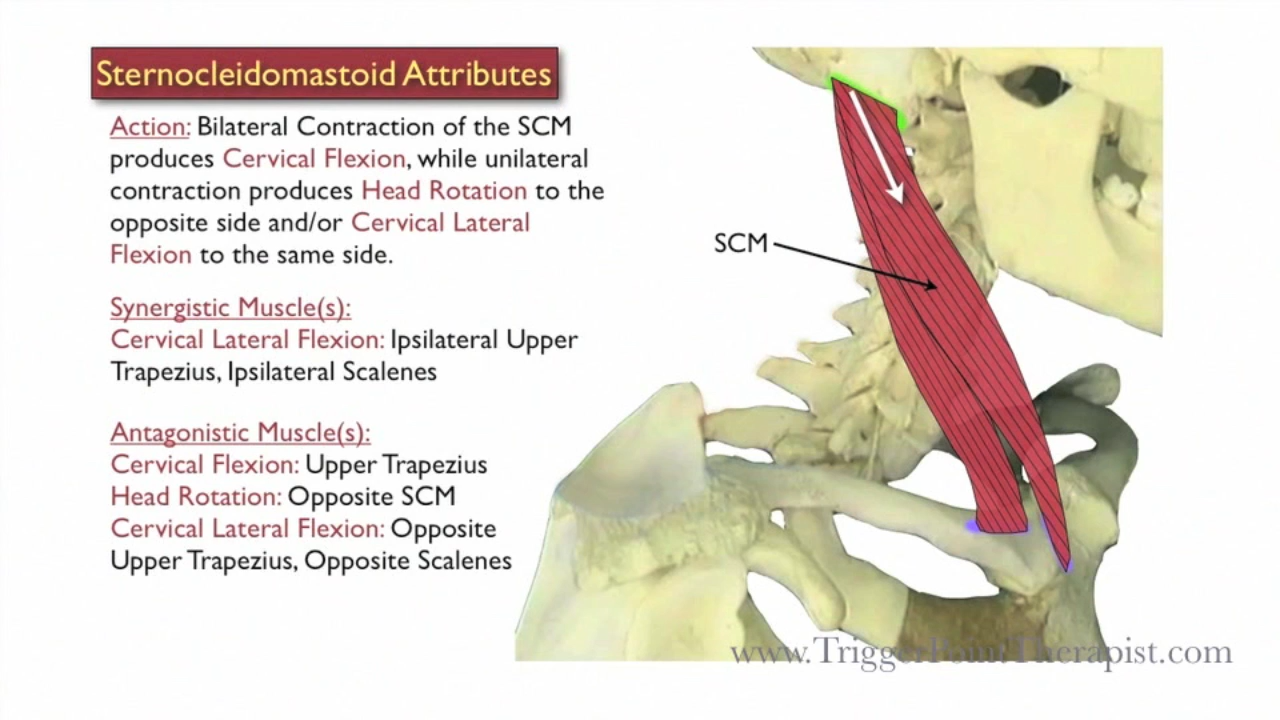 Sternocleidomastoid Attributes
Action: Bilateral Contraction of the SCM
produces Cervical Flexion, while unilateral
contraction produces Head Rotation to the
opposite side and/or Cervical Lateral
Flexion to the same side.
Synergistic Muscle(s):
Cervical Lateral Flexion: Ipsilateral Upper
Trapezius, Ipsilateral Scalenes
Antagonistic Muscle(s):
Cervical Flexion: Upper Trapezius
Head Rotation: Opposite SCM
Cervical Lateral Flexion: Opposite
Upper Trapezius, Opposite Scalenes
SCM
www.TriggerPointTherapist.com